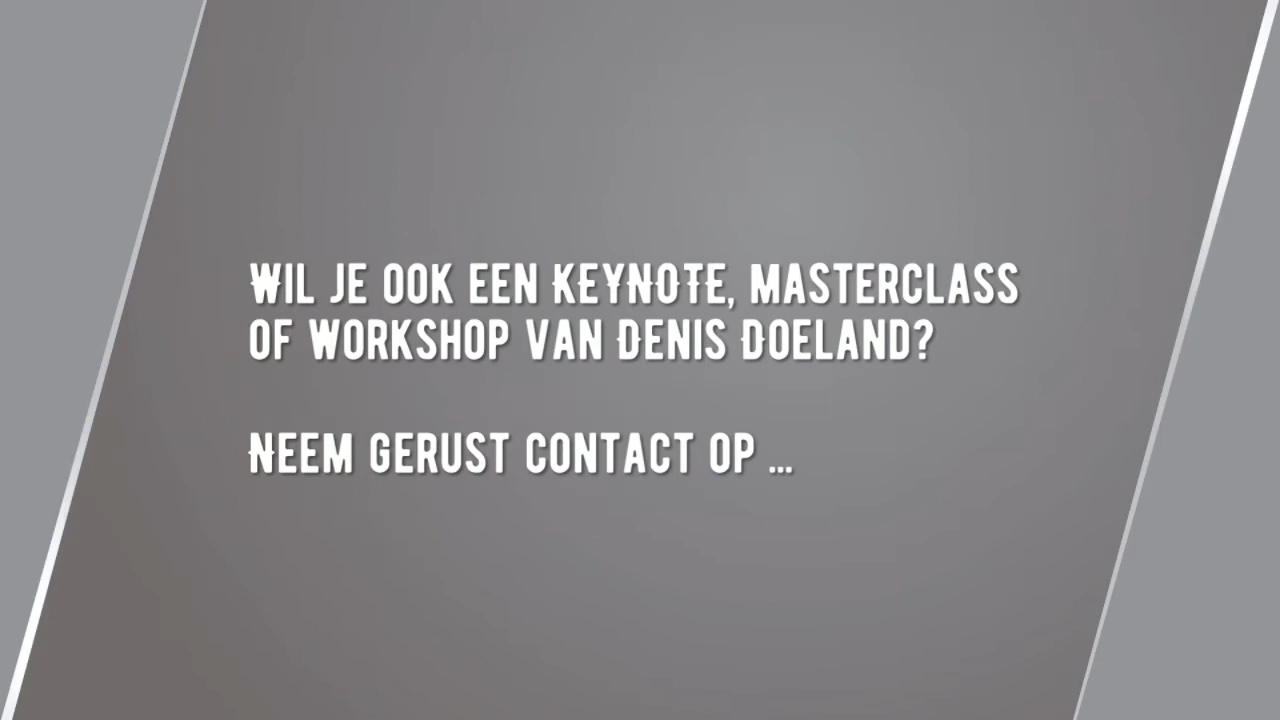 Wil je ook een Keynote, masterclass
of Workshop van Denis Doeland?
Neem gerust contact op ...